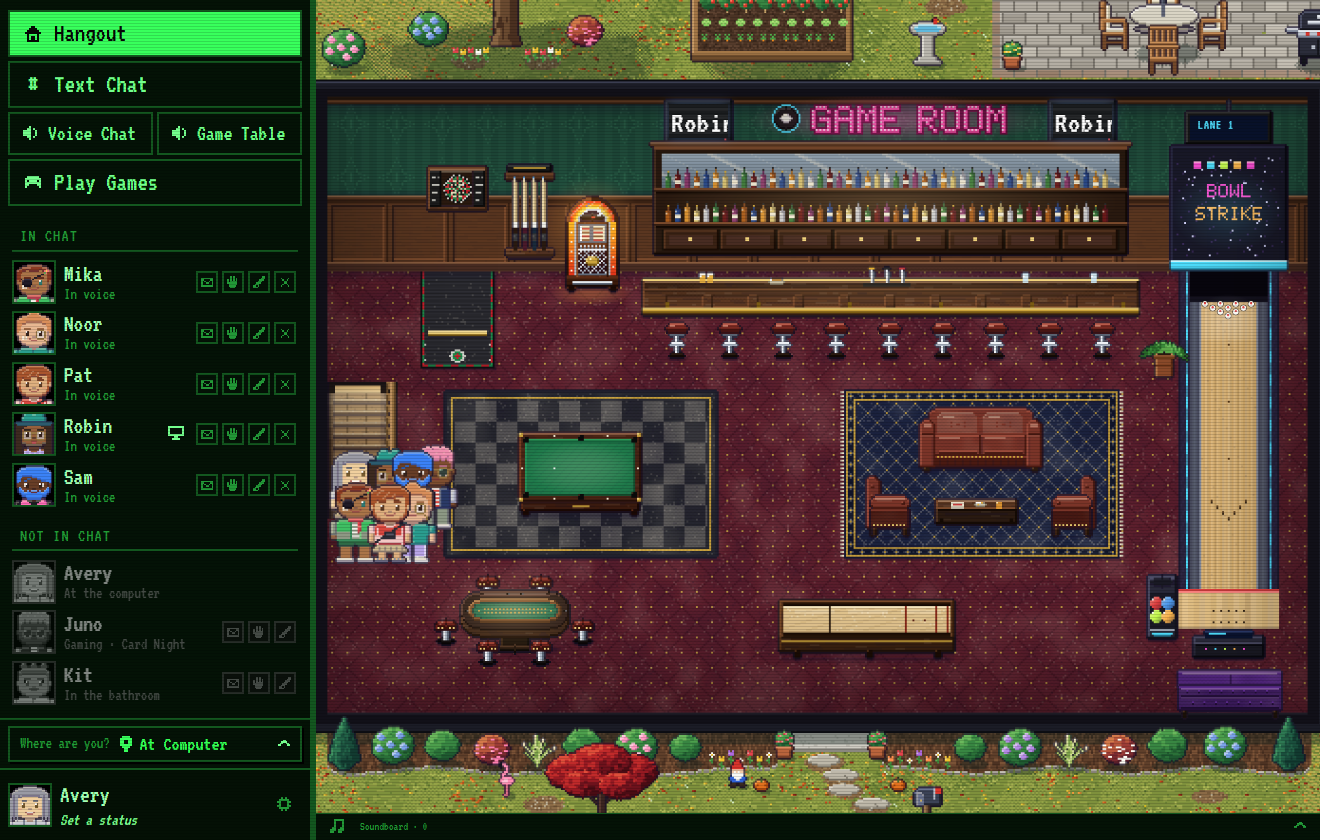 Hangout
# Text Chat
Voice Chat
Game Table
Play Games
IN CHAT
Mika
In voice
Noor
In voice
Pat
In voice
Robin
In voice
Sam
In voice
NOT IN CHAT
Avery
At the computer
Juno
Gaming · Card Night
Kit
In the bathroom
Where are you? At Computer
Avery
Set a status
Robin
GAME ROOM
Robin
LANE 1
BOWL
STRIKE
Soundboard · 0